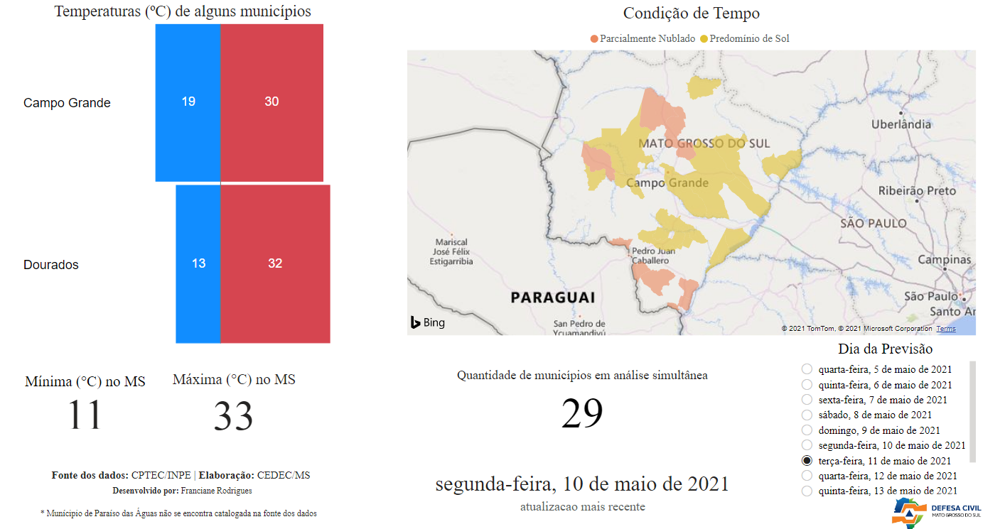 Temperaturas (ºC) de alguns municípios
Campo Grande
19
30
Dourados
13
32
Mínima (°C) no MS
11
Máxima (°C) no MS
33
Fonte dos dados: CPTEC/INPE | Elaboração: CEDEC/MS
Desenvolvido por: Franciane Rodrigues
* Munícipio de Paraíso das Águas não se encontra catalogada na fonte dos dados
Condição de Tempo
Parcialmente Nublado
Predomínio de Sol
Uberlândia
MATO GROSSO DO SUL
Campo Grande
Ribeirão Preto
SÃO PAULO
Mariscal
José Félix
Estigarribia
Pedro Juan
Caballero
Campinas
PARAGUAI
São Paulo
Santo Ar
San Pedro de
Ycuamandiyú
Bing
© 2021 TomTom, © 2021 Microsoft Corporation Terms
Quantidade de municípios em análise simultânea
29
segunda-feira, 10 de maio de 2021
atualizacao mais recente
Dia da Previsão
quarta-feira, 5 de maio de 2021
quinta-feira, 6 de maio de 2021
sexta-feira, 7 de maio de 2021
sábado, 8 de maio de 2021
domingo, 9 de maio de 2021
segunda-feira, 10 de maio de 2021
terça-feira, 11 de maio de 2021
quarta-feira, 12 de maio de 2021
quinta-feira, 13 de maio de 2021
DEFESA CIVIL
MATO GROSSO DO SUL